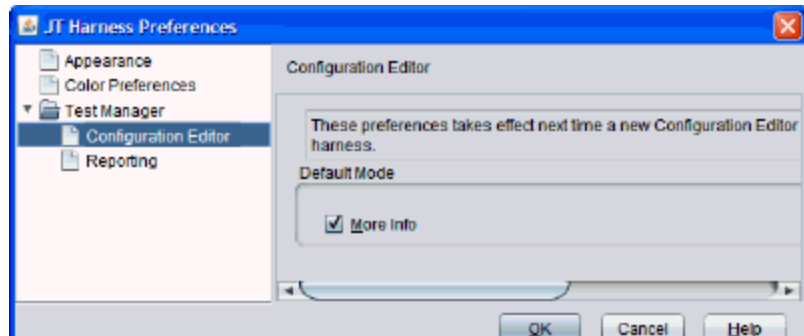 JT Harness Preferences
Appearance
Color Preferences
Test Manager
Configuration Editor
Reporting
Configuration Editor
These preferences takes effect next time a new Configuration Editor
harness.
Default Mode
More Info
OK
Cancel
Help